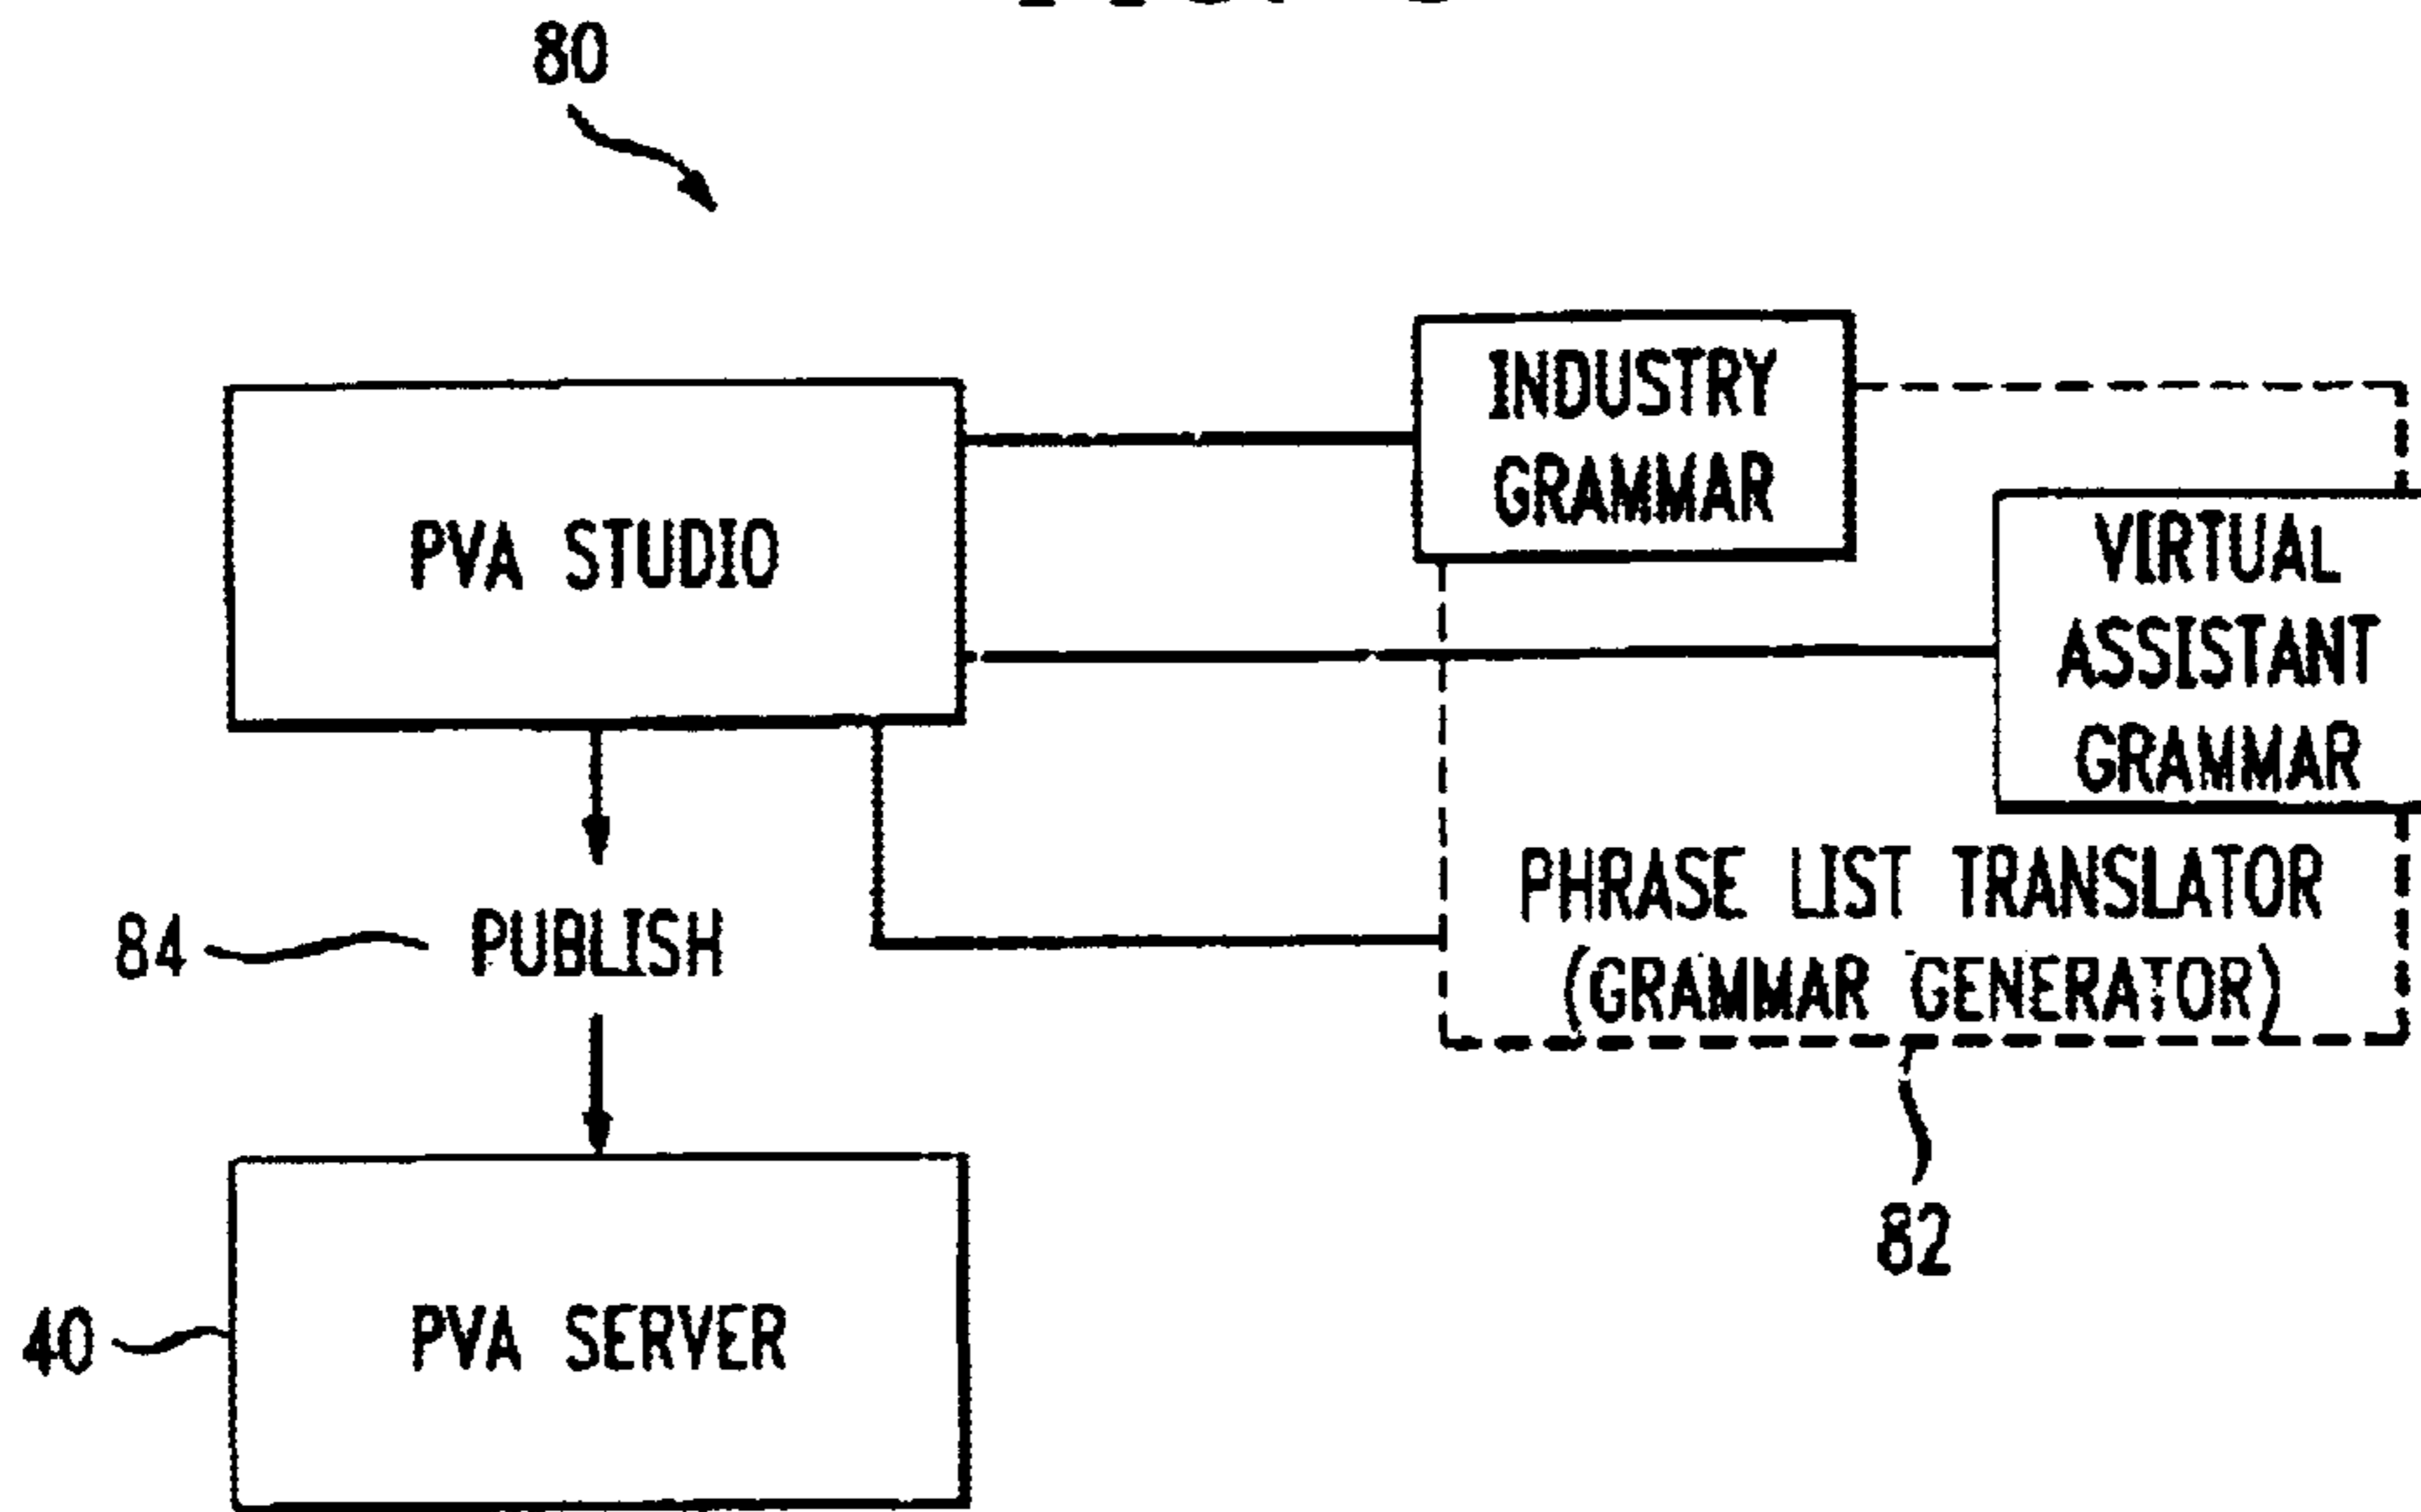 80
INDUSTRY
GRAMMAR
PVA STUDIO
VIRTUAL
ASSISTANT
GRAMMAR
PHRASE LIST TRANSLATOR
(GRAMMAR GENERATOR)
84
PUBLISH
82
40
PVA SERVER